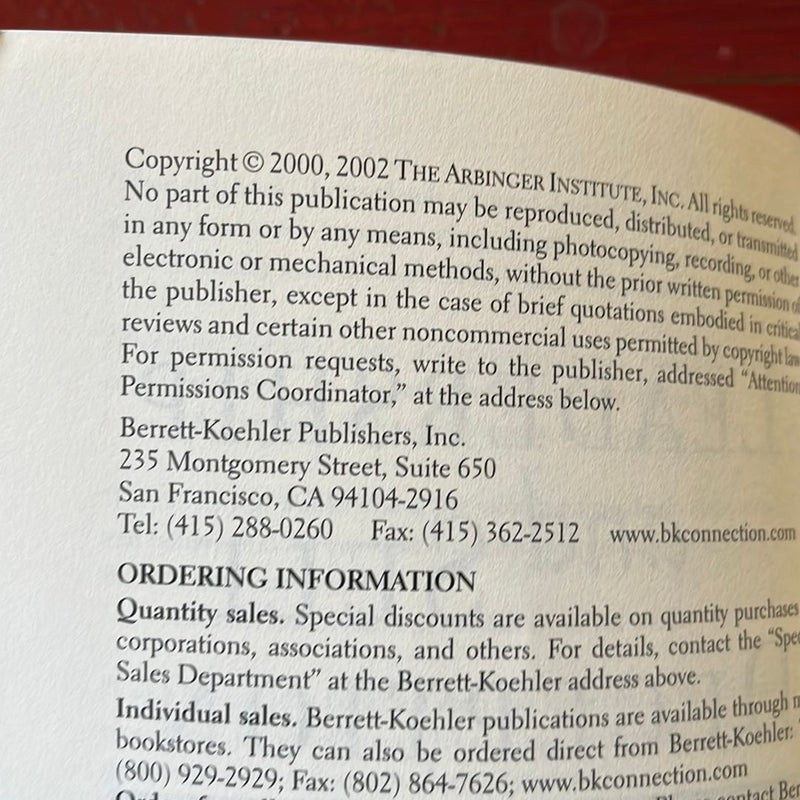 Copyright © 2000, 2002 THE ARBINGER INSTITUTE, INC. All rights reserved.
No part of this publication may be reproduced, distributed, or transmitted
in any form or by any means, including photocopying, recording, or other
electronic or mechanical methods, without the prior written permission of
the publisher, except in the case of brief quotations embodied in critical
reviews and certain other noncommercial uses permitted by copyright law
For permission requests, write to the publisher, addressed “Attention
Permissions Coordinator,” at the address below.
Berrett-Koehler Publishers, Inc.
235 Montgomery Street, Suite 650
San Francisco, CA 94104-2916
Tel: (415) 288-0260 Fax: (415) 362-2512 www.bkconnection.com
ORDERING INFORMATION
Quantity sales. Special discounts are available on quantity purchases
corporations, associations, and others. For details, contact the “Spec
Sales Department” at the Berrett-Koehler address above.
Individual sales. Berrett-Koehler publications are available through m
bookstores. They can also be ordered direct from Berrett-Koehler:
(800) 929-2929; Fax: (802) 864-7626; www.bkconnection.com